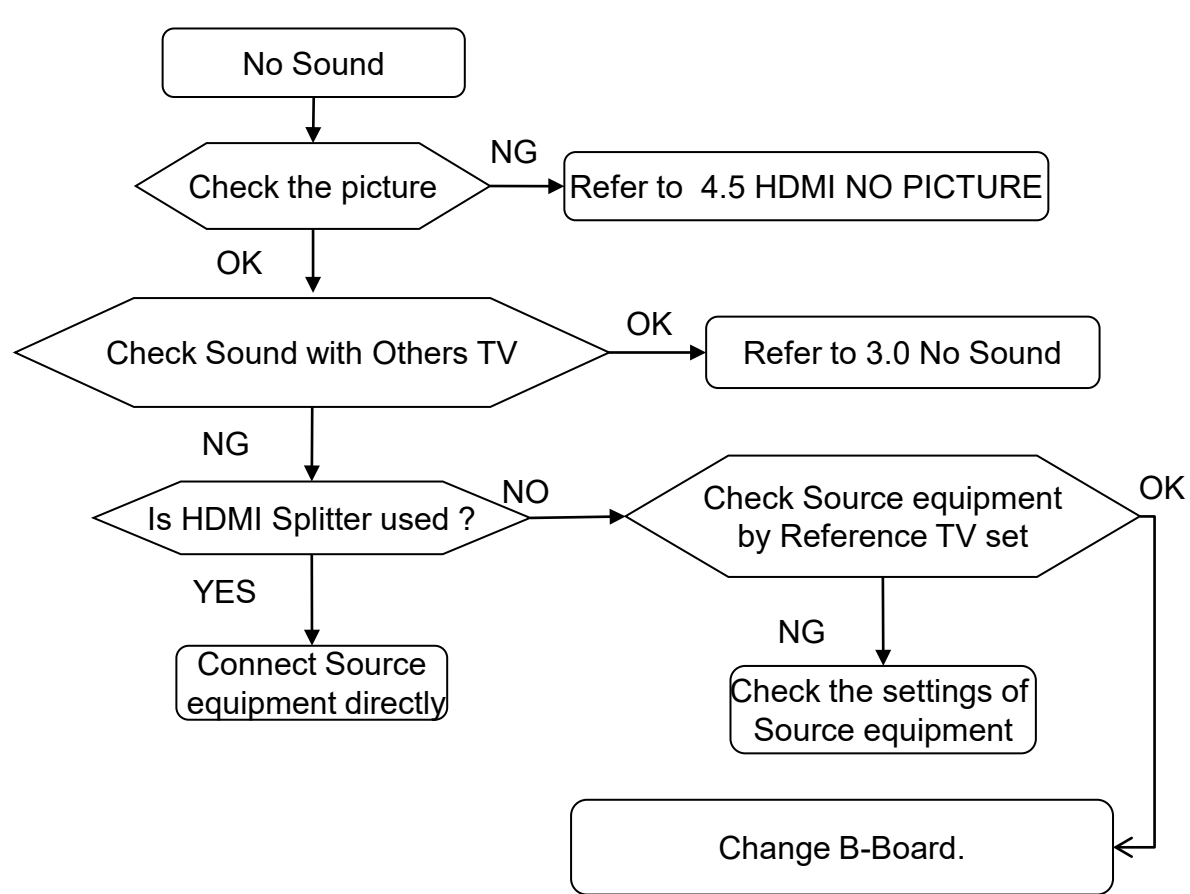 No Sound
Check the picture
NG
Refer to  4.5 HDMI NO PICTURE
OK
Check Sound with Others TV
OK
Refer to 3.0 No Sound
NG
Is HDMI Splitter used ?
NO
Check Source equipment
by Reference TV set
OK
YES
Connect Source
equipment directly
NG
Check the settings of
Source equipment
Change B-Board.